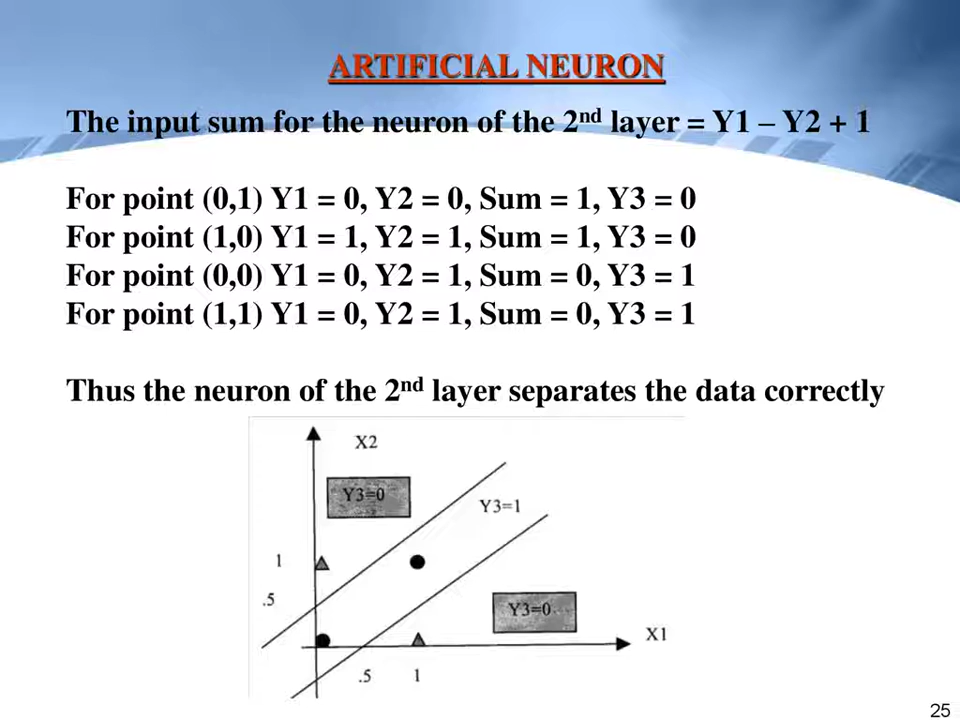 ARTIFICIAL NEURON
The input sum for the neuron of the 2nd layer = Y1 – Y2 + 1
For point (0,1) Y1 = 0, Y2 = 0, Sum = 1, Y3 = 0
For point (1,0) Y1 = 1, Y2 = 1, Sum = 1, Y3 = 0
For point (0,0) Y1 = 0, Y2 = 1, Sum = 0, Y3 = 1
For point (1,1) Y1 = 0, Y2 = 1, Sum = 0, Y3 = 1
Thus the neuron of the 2nd layer separates the data correctly
X2
Y3=0
Y3=1
1
.5
Y3=0
X1
.5 1
25